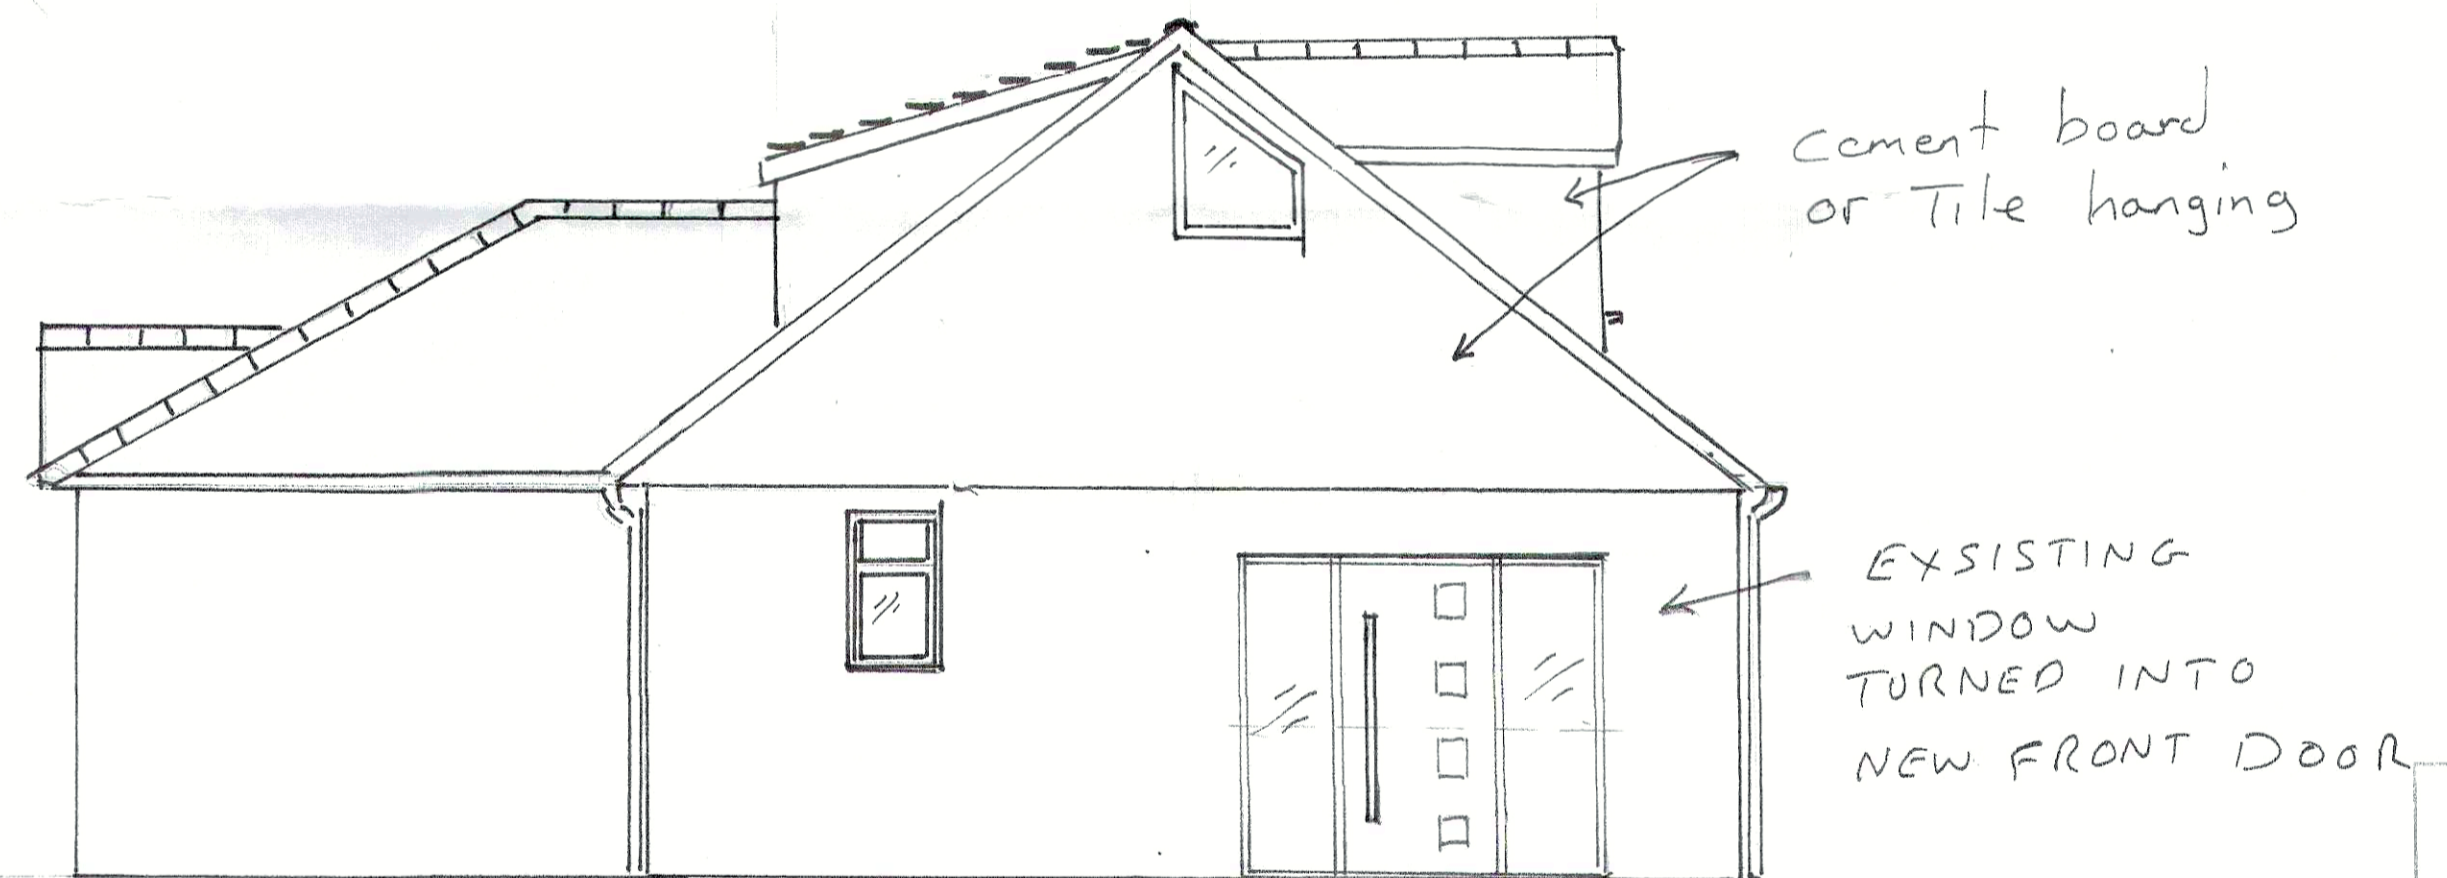 Cement board
or Tile hanging
EXSISTING
WINDOW
TURNED INTO
NEW FRONT DOOR